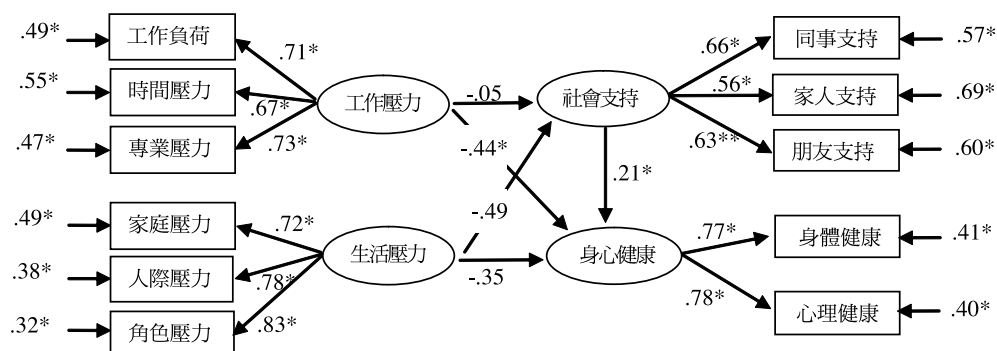 .49*
工作負荷
.71*
.55*
時間壓力
.67*
.47*
專業壓力
.73*
工作壓力
-.05
社會支持
.66*
同事支持
.57*
.56*
家人支持
.69*
.63**
朋友支持
.60*
-.44*
.21*
-.49
.49*
家庭壓力
.72*
.38*
人際壓力
.78*
.32*
角色壓力
.83*
生活壓力
-.35
身心健康
.77*
身體健康
.41*
.78*
心理健康
.40*